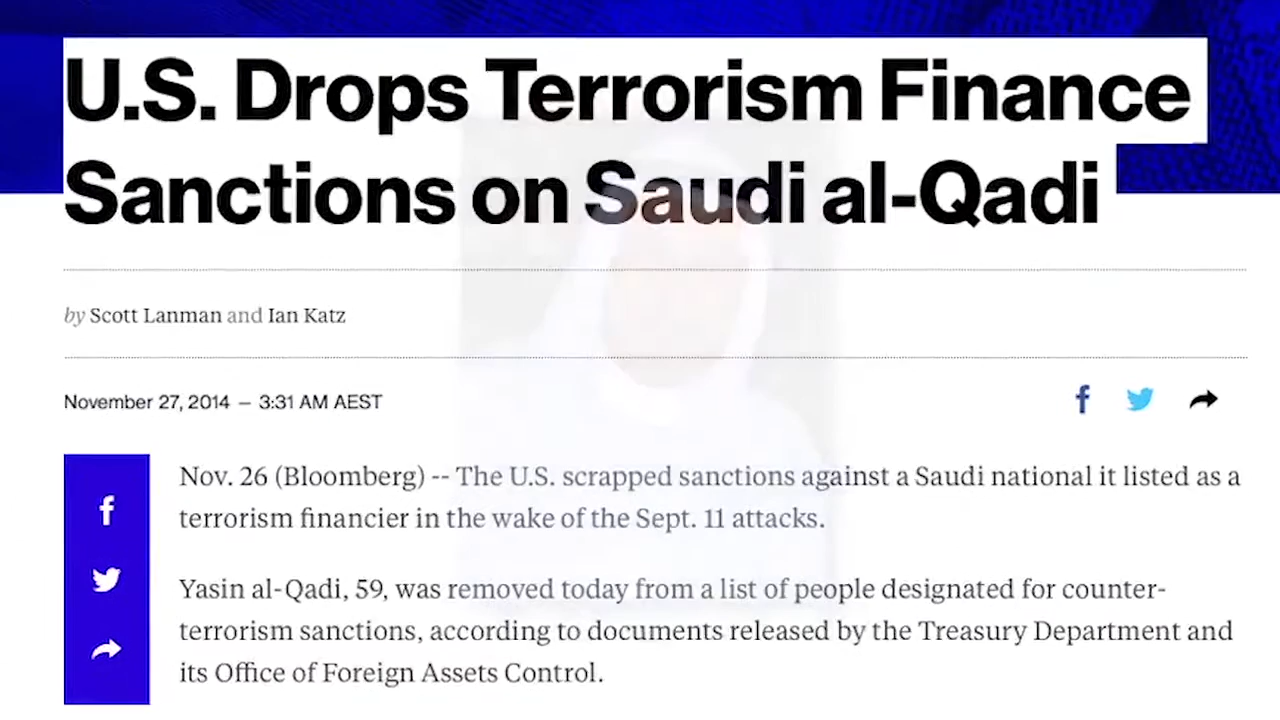 U.S. Drops Terrorism Finance
Sanctions on Saudi al-Qadi
by Scott Lanman and Ian Katz
November 27, 2014 – 3:31 AM AEST
Nov. 26 (Bloomberg) -- The U.S. scrapped sanctions against a Saudi national it listed as a
terrorism financier in the wake of the Sept. 11 attacks.
Yasin al-Qadi, 59, was removed today from a list of people designated for counter-
terrorism sanctions, according to documents released by the Treasury Department and
its Office of Foreign Assets Control.